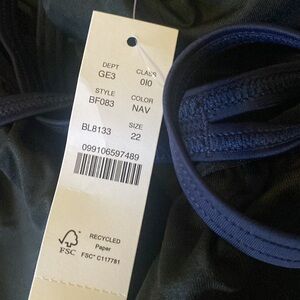 DEPT CLASS
GE3 010
STYLE COLOR
BF083 NAV
BL8133 SIZE
22
099106597489
FSC
RECYCLED
Paper
FSC® C117781